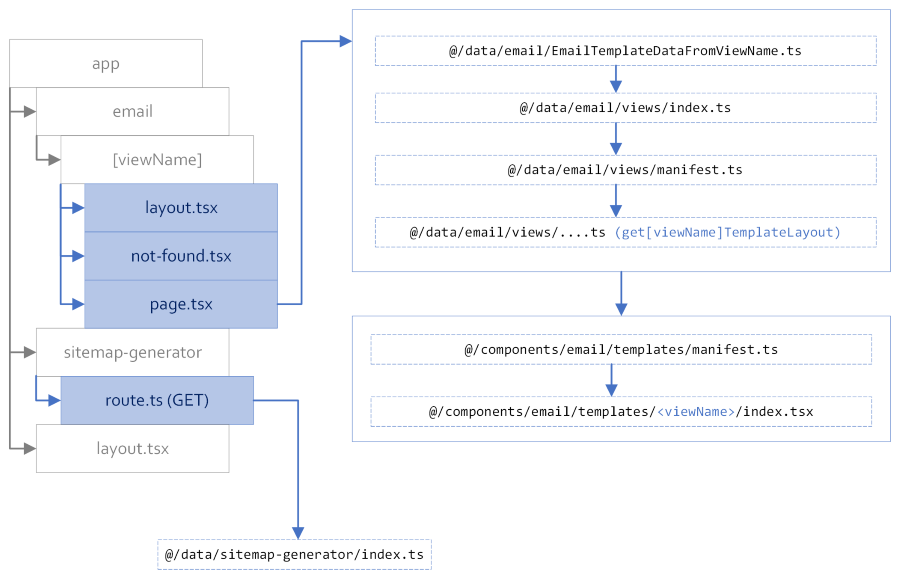 app
email
[viewName]
layout.tsx
not-found.tsx
page.tsx
sitemap-generator
route.ts (GET)
layout.tsx
@/data/email/EmailTemplateDataFromViewName.ts
@/data/email/views/index.ts
@/data/email/views/manifest.ts
@/data/email/views/....ts (get[viewName]TemplateLayout)
@/components/email/templates/manifest.ts
@/components/email/templates/<viewName>/index.tsx
@/data/sitemap-generator/index.ts